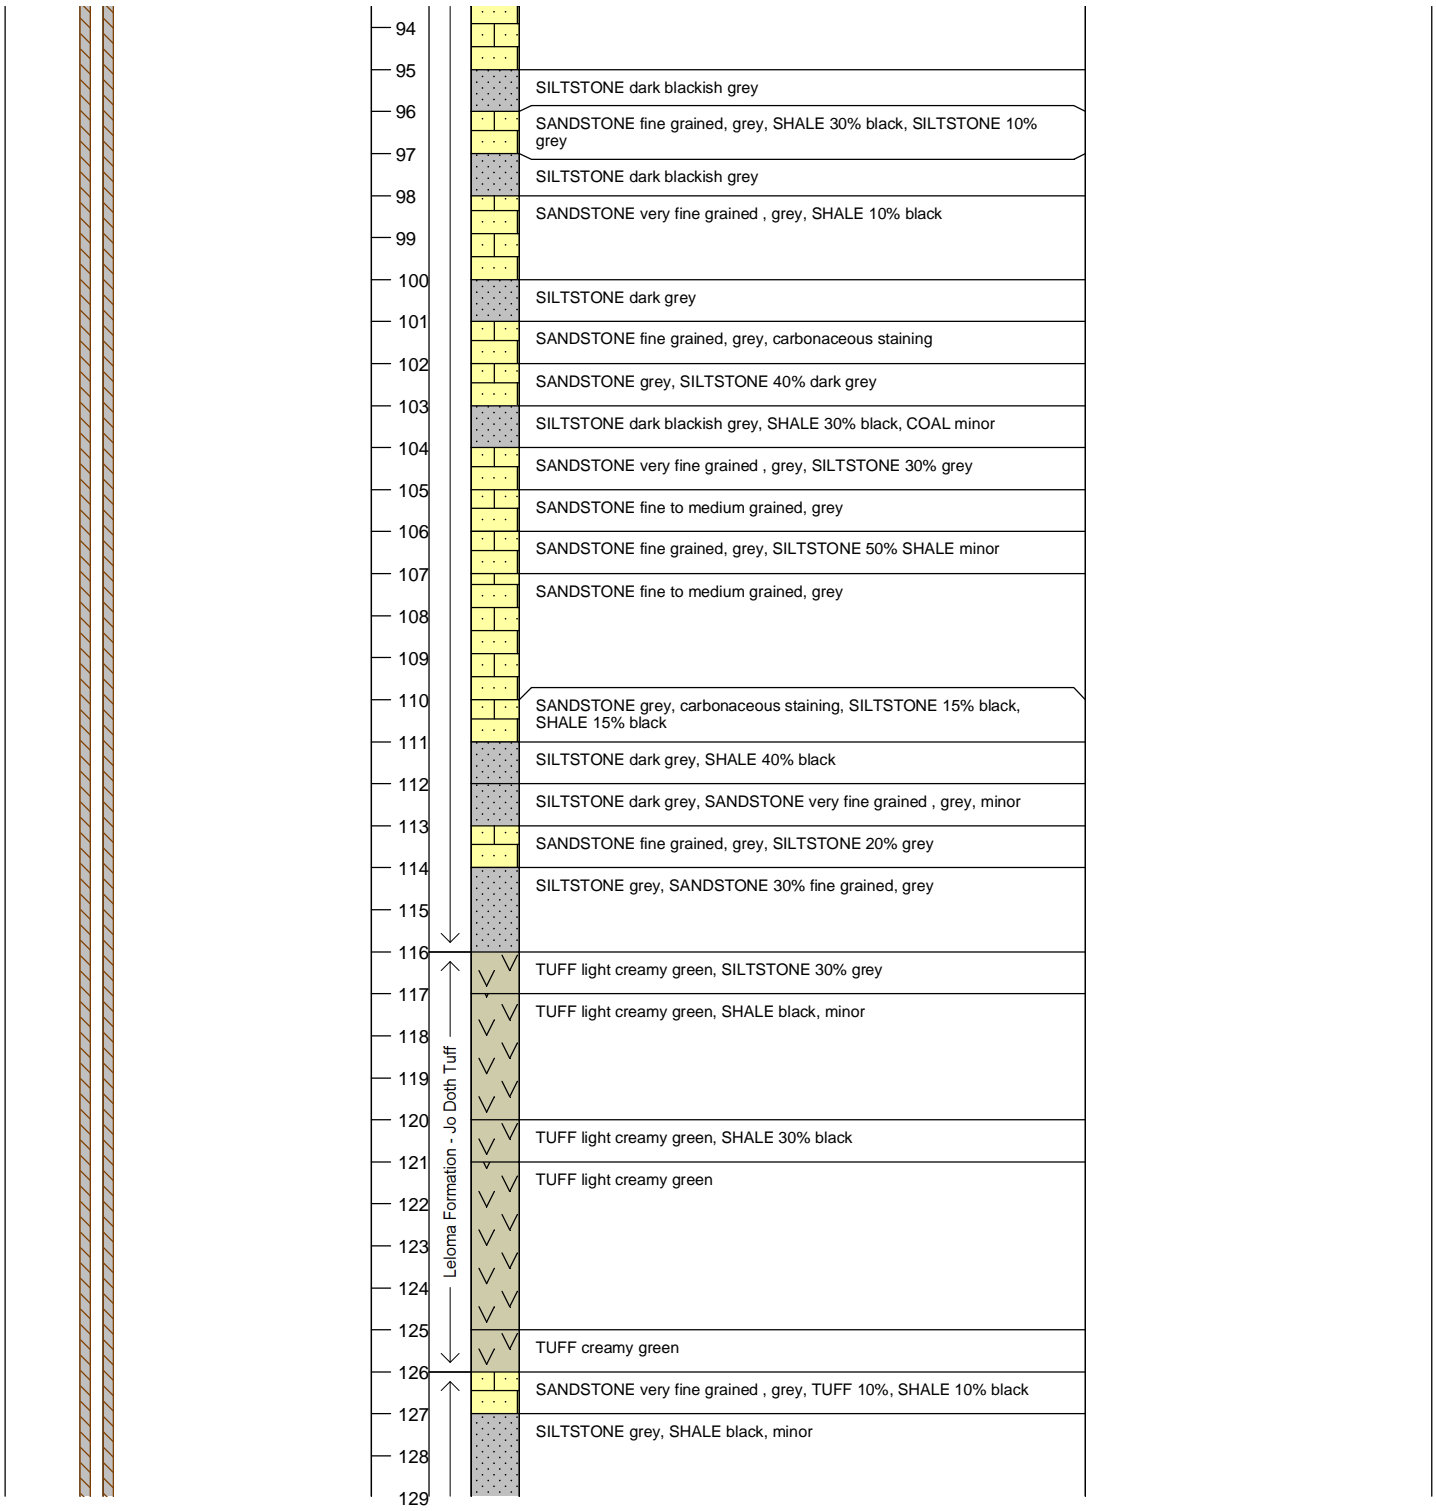 94
95
SILTSTONE dark blackish grey
96
SANDSTONE fine grained, grey, SHALE 30% black, SILTSTONE 10%
grey
97
SILTSTONE dark blackish grey
98
SANDSTONE very fine grained , grey, SHALE 10% black
99
100
SILTSTONE dark grey
101
SANDSTONE fine grained, grey, carbonaceous staining
102
SANDSTONE grey, SILTSTONE 40% dark grey
103
SILTSTONE dark blackish grey, SHALE 30% black, COAL minor
104
SANDSTONE very fine grained , grey, SILTSTONE 30% grey
105
SANDSTONE fine to medium grained, grey
106
SANDSTONE fine grained, grey, SILTSTONE 50% SHALE minor
107
SANDSTONE fine to medium grained, grey
108
109
110
SANDSTONE grey, carbonaceous staining, SILTSTONE 15% black,
SHALE 15% black
111
SILTSTONE dark grey, SHALE 40% black
112
SILTSTONE dark grey, SANDSTONE very fine grained , grey, minor
113
SANDSTONE fine grained, grey, SILTSTONE 20% grey
114
SILTSTONE grey, SANDSTONE 30% fine grained, grey
115
116
TUFF light creamy green, SILTSTONE 30% grey
117
TUFF light creamy green, SHALE black, minor
118
119
Leloma Formation - Jo Doth Tuff
120
TUFF light creamy green, SHALE 30% black
121
TUFF light creamy green
122
123
124
125
TUFF creamy green
126
SANDSTONE very fine grained , grey, TUFF 10%, SHALE 10% black
127
SILTSTONE grey, SHALE black, minor
128
129